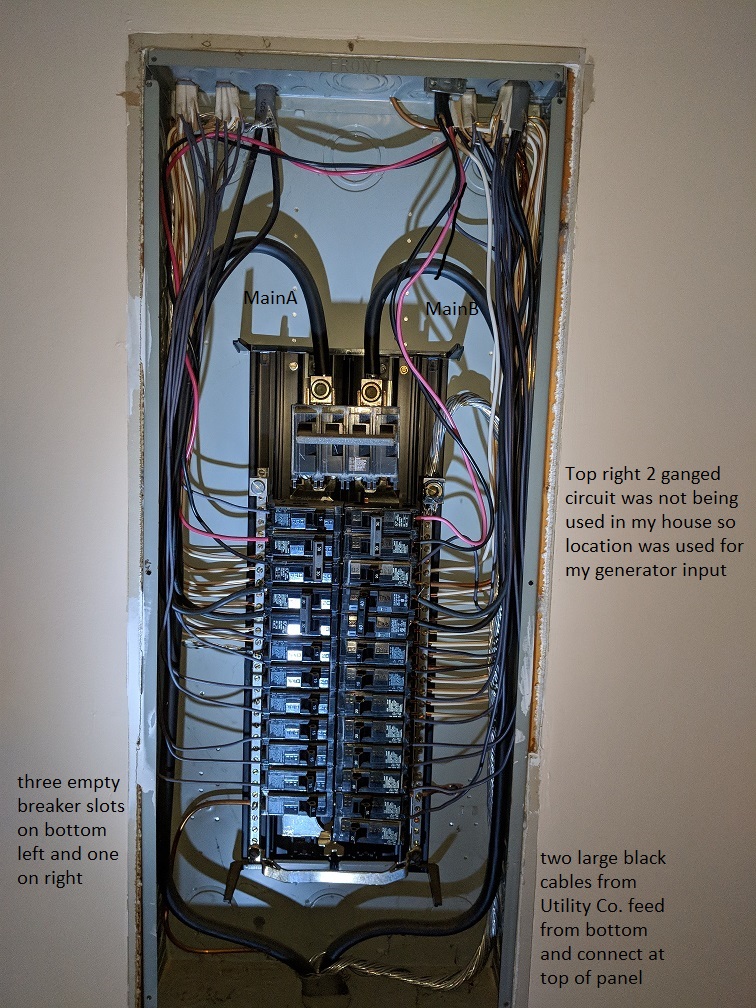 FRONT
MainA
MainB
Top right 2 ganged
circuit was not being
used in my house so
location was used for
my generator input
three empty
breaker slots
on bottom
left and one
on right
two large black
cables from
Utility Co. feed
from bottom
and connect at
top of panel